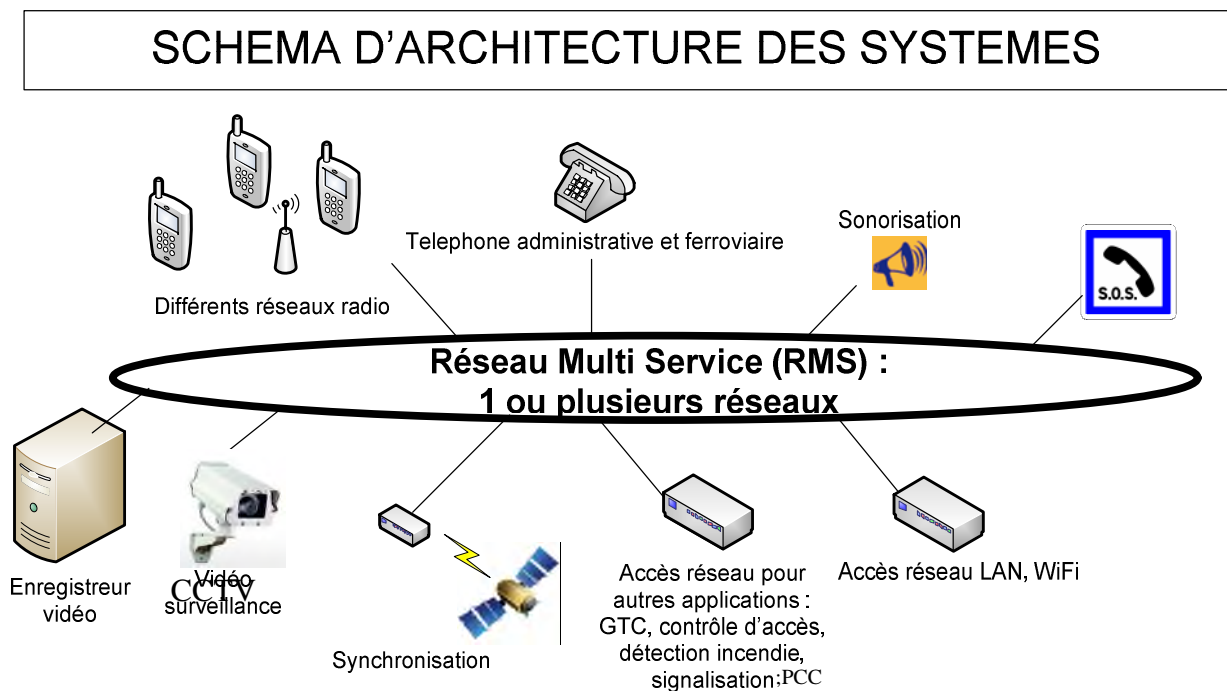 SCHEMA D'ARCHITECTURE DES SYSTEMES
Différents réseaux radio
Telephone administrative et ferroviaire
Sonorisation
S.O.S.
Réseau Multi Service (RMS) :
1 ou plusieurs réseaux
Enregistreur
vidéo
Vidéo
surveillance
CCTV
Synchronisation
Accès réseau pour
autres applications :
GTC, contrôle d'accès,
détection incendie,
signalisation;PCC
Accès réseau LAN, WiFi